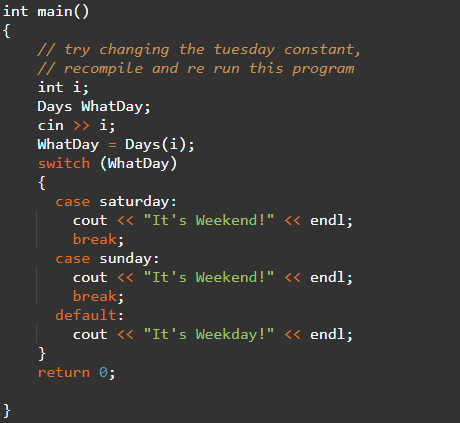 int main()
{
    // try changing the tuesday constant,
    // recompile and re run this program
    int i;
    Days WhatDay;
    cin >> i;
    WhatDay = Days(i);
    switch (WhatDay)
    {
      case saturday:
        cout << "It's Weekend!" << endl;
        break;
      case sunday:
        cout << "It's Weekend!" << endl;
        break;
      default:
        cout << "It's Weekday!" << endl;
    }
    return 0;

}